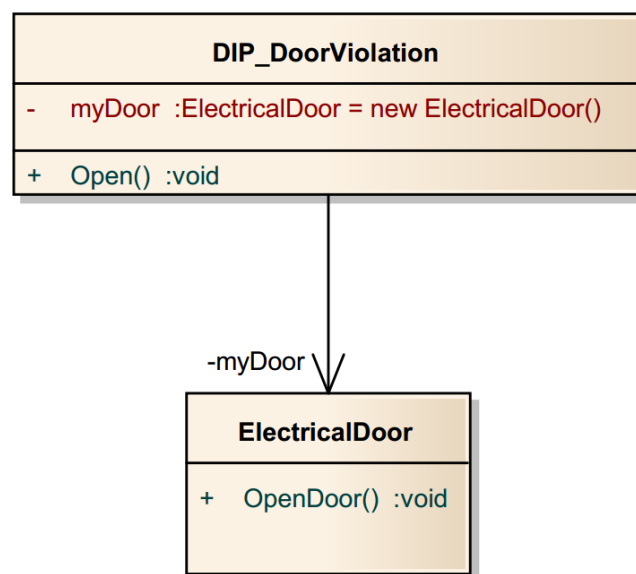 DIP_DoorViolation
- myDoor :ElectricalDoor = new ElectricalDoor()
+ Open() :void
-myDoor
ElectricalDoor
+ OpenDoor() :void